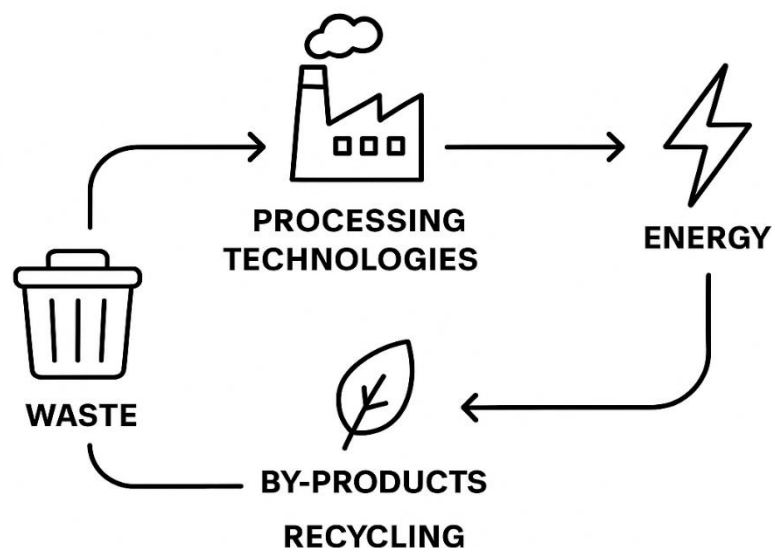 PROCESSING
TECHNOLOGIES
ENERGY
WASTE
BY-PRODUCTS
RECYCLING